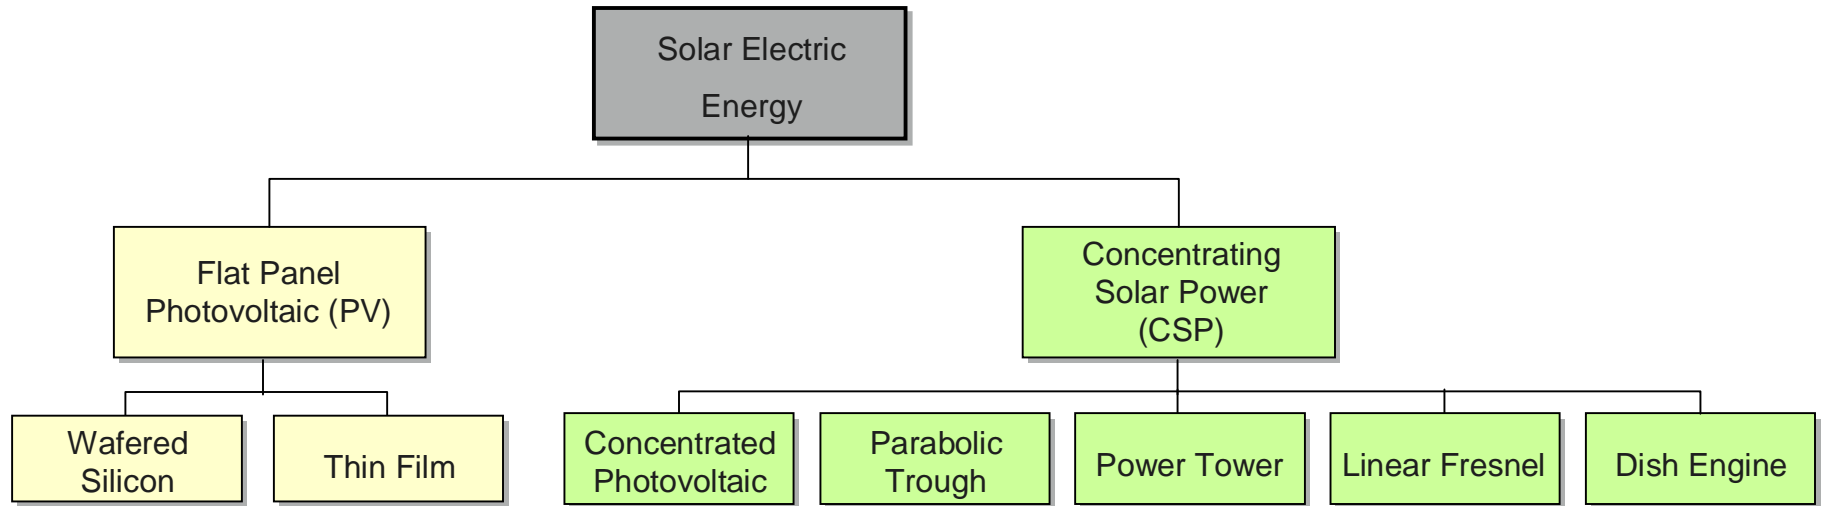 Solar Electric
Energy
Flat Panel
Photovoltaic (PV)
Concentrating
Solar Power
(CSP)
Wafered
Silicon
Thin Film
Concentrated
Photovoltaic
Parabolic
Trough
Power Tower
Linear Fresnel
Dish Engine